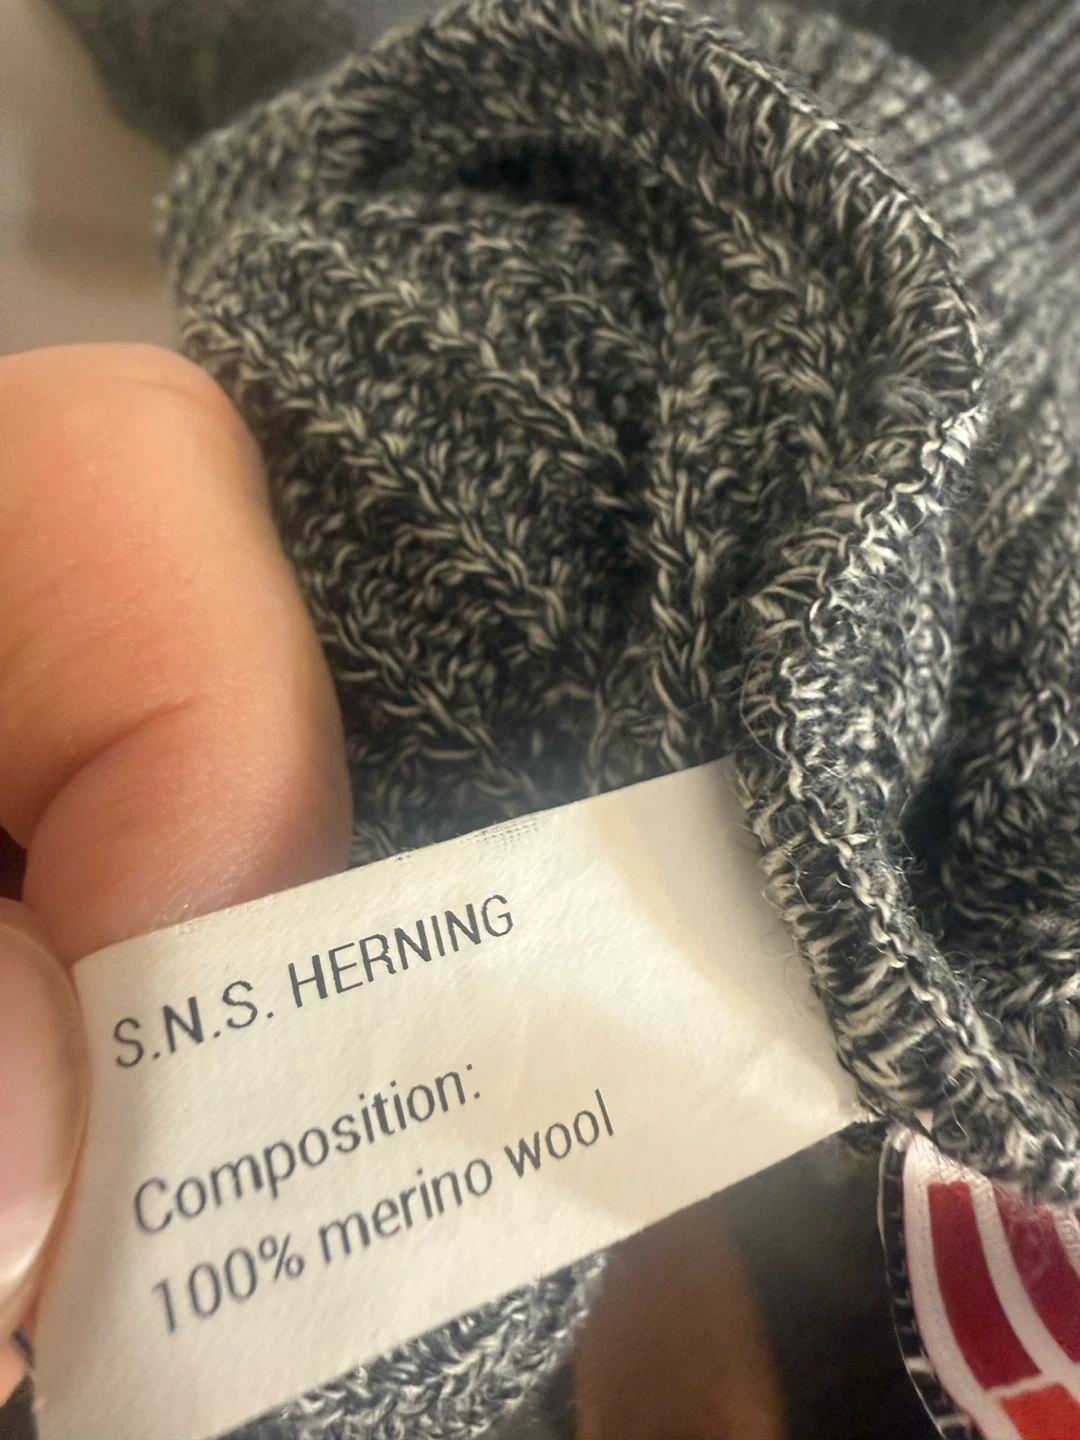 S.N.S. HERNING
Composition:
100% merino wool